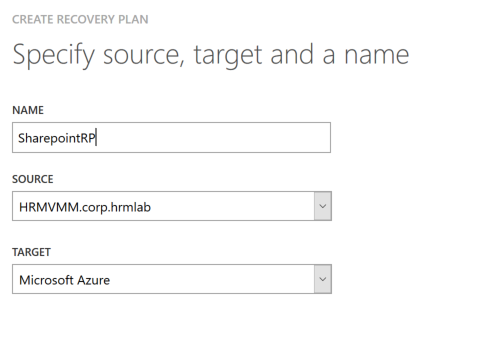 CREATE RECOVERY PLAN
Specify source, target and a name
NAME
SharepointRP
SOURCE
HRMVMM.corp.hrmlab
TARGET
Microsoft Azure